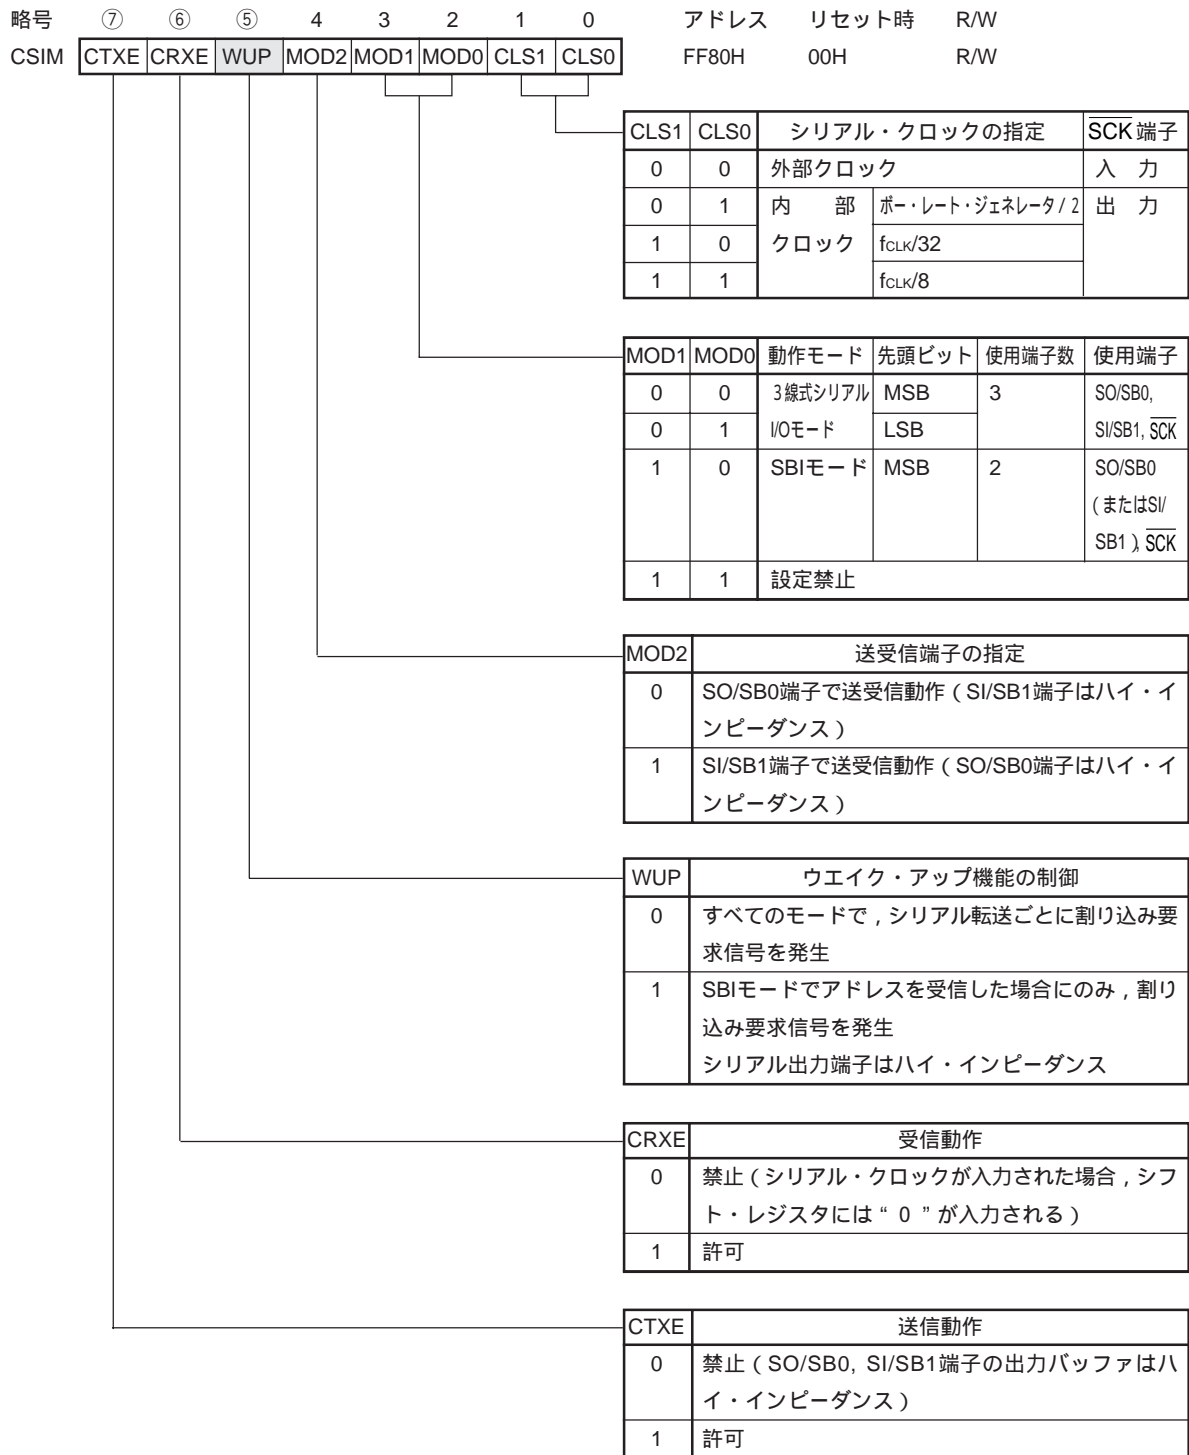 略号 ⑦ ⑥ ⑤ 4 3 2 1 0 アドレス リセット時 R/W
CSIM CTXE CRXE WUP MOD2 MOD1 MOD0 CLS1 CLS0 FF80H 00H R/W
CLS1 CLS0 シリアル・クロックの指定 SCK端子
0 0 外部クロック 入 力
0 1 内 部 ボー・レート・ジェネレータ/2 出 力
1 0 クロック fCLK/32
1 1 fCLK/8
MOD1 MOD0 動作モード 先頭ビット 使用端子数 使用端子
0 0 3線式シリアル MSB 3 SO/SB0,
0 1 I/Oモード LSB SI/SB1, SCK
1 0 SBIモード MSB 2 SO/SB0
(またはSI/
SB1), SCK
1 1 設定禁止
MOD2 送受信端子の指定
0 SO/SB0端子で送受信動作(SI/SB1端子はハイ・イ
ンピーダンス)
1 SI/SB1端子で送受信動作(SO/SB0端子はハイ・イ
ンピーダンス)
WUP ウエイク・アップ機能の制御
0 すべてのモードで,シリアル転送ごとに割り込み要
求信号を発生
1 SBIモードでアドレスを受信した場合にのみ,割り
込み要求信号を発生
シリアル出力端子はハイ・インピーダンス
CRXE 受信動作
0 禁止(シリアル・クロックが入力された場合,シフ
ト・レジスタには“0”が入力される)
1 許可
CTXE 送信動作
0 禁止(SO/SB0, SI/SB1端子の出力バッファはハ
イ・インピーダンス)
1 許可